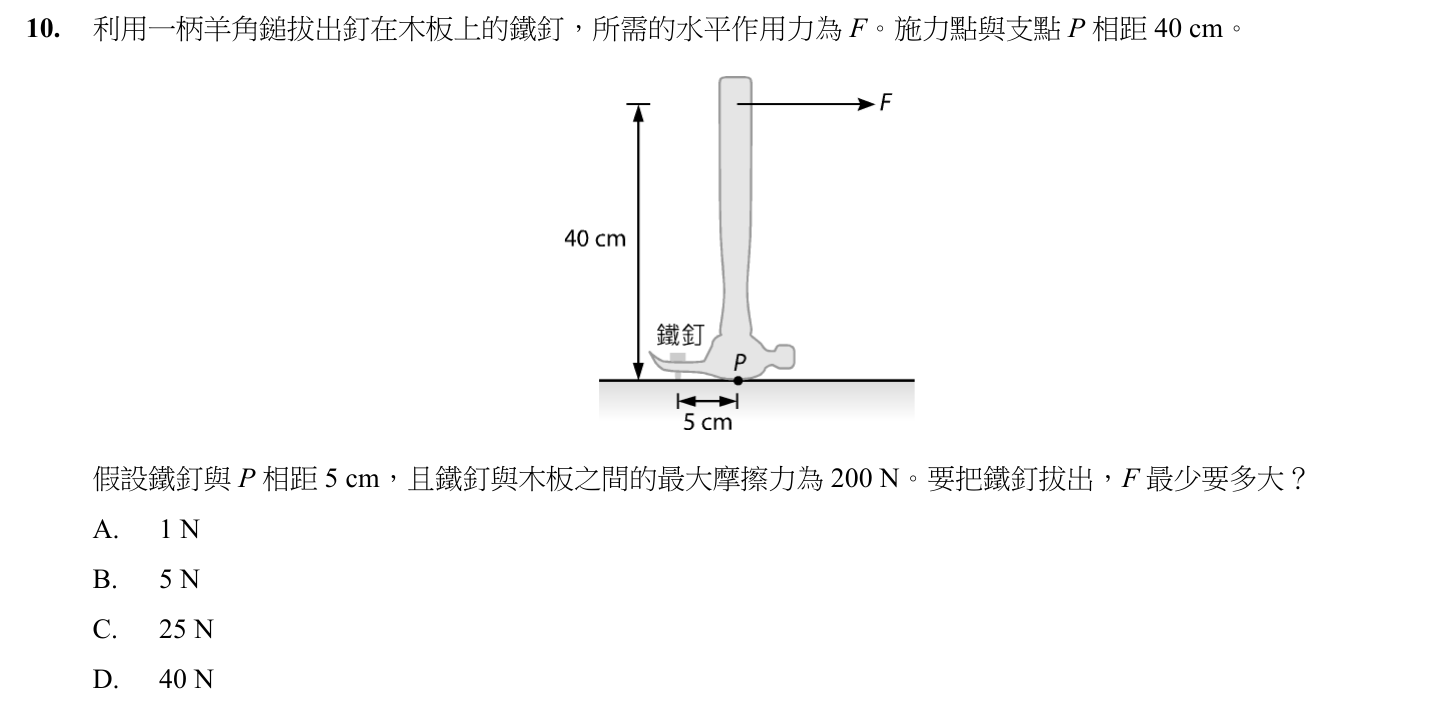 10. 利用一柄羊角鎚拔出釘在木板上的鐵釘，所需的水平作用力為 F。施力點與支點 P 相距 40 cm。
F
40 cm
鐵釘
P
5 cm
假設鐵釘與 P 相距 5 cm，且鐵釘與木板之間的最大摩擦力為 200 N。要把鐵釘拔出，F 最少要多大？
A. 1 N
B. 5 N
C. 25 N
D. 40 N